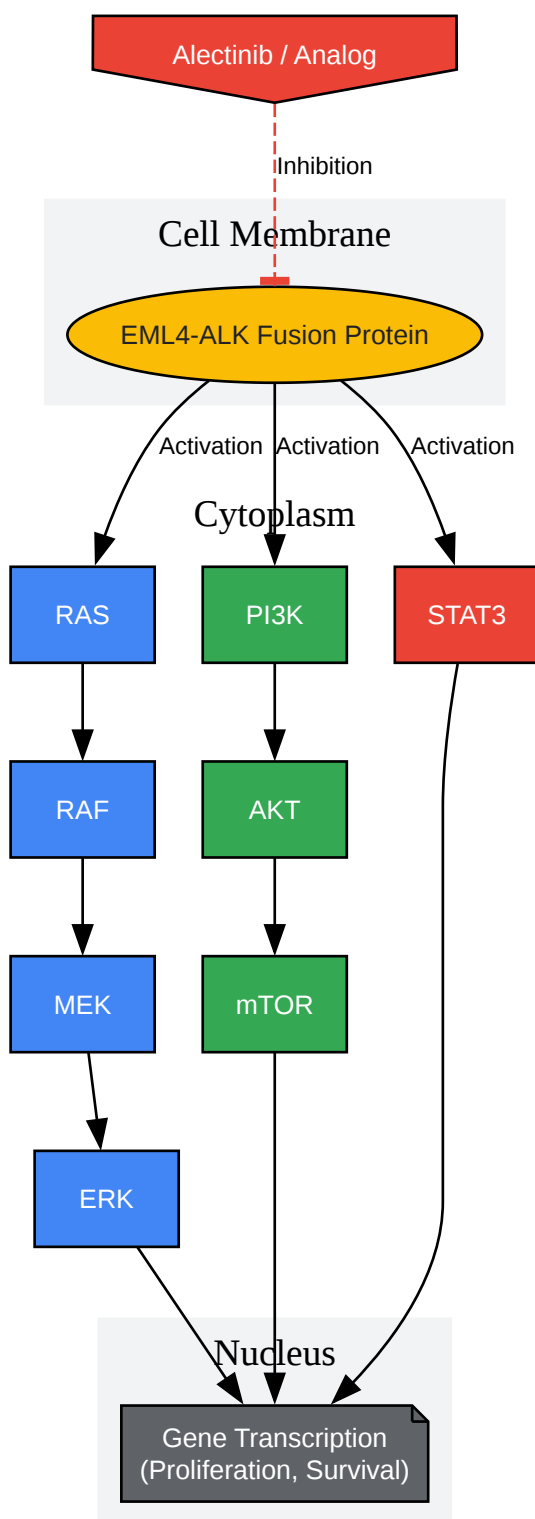 Alectinib / Analog
Inhibition
Cell Membrane
EML4-ALK Fusion Protein
Activation
Activation
Activation
Cytoplasm
RAS
PI3K
STAT3
RAF
AKT
MEK
mTOR
ERK
Nucleus
Gene Transcription
(Proliferation, Survival)